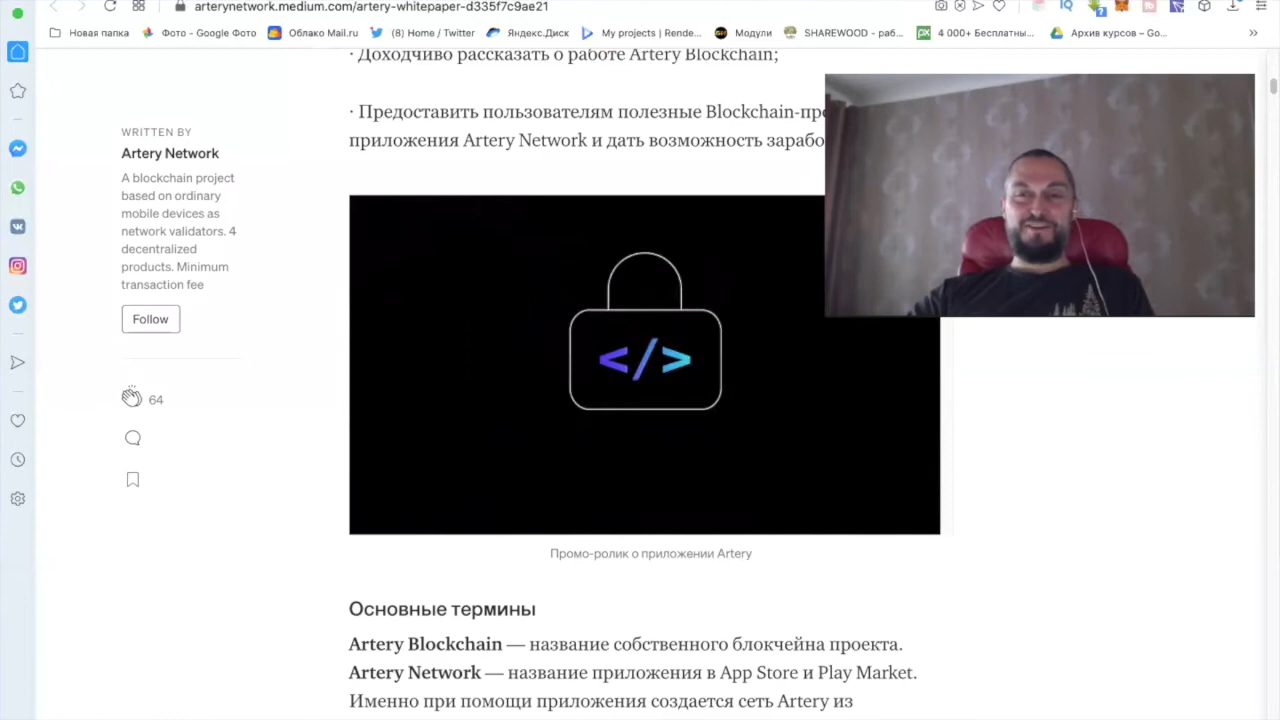 arterynetwork.medium.com/artery-whitepaper-d335f7c9ae21
Новая папка
Фото - Google Фото
Облако Mail.ru
(8) Home / Twitter
Яндекс.Диск
My projects | Rende...
Модули
SHAREWOOD - раб...
4 000+ Бесплатны...
Архив курсов – Go...
· Доходчиво рассказать о работе Artery Blockchain;
· Предоставить пользователям полезные Blockchain-пр
приложения Artery Network и дать возможность зарабо
WRITTEN BY
Artery Network
A blockchain project
based on ordinary
mobile devices as
network validators. 4
decentralized
products. Minimum
transaction fee
Follow
64
</>
Промо-ролик о приложении Artery
Основные термины
Artery Blockchain — название собственного блокчейна проекта.
Artery Network — название приложения в App Store и Play Market.
Именно при помощи приложения создается сеть Artery из